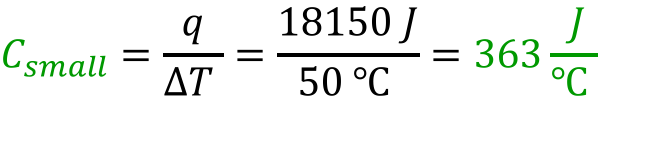 C_small = q/ΔT = 18150 J/50 °C = 363 J/°C